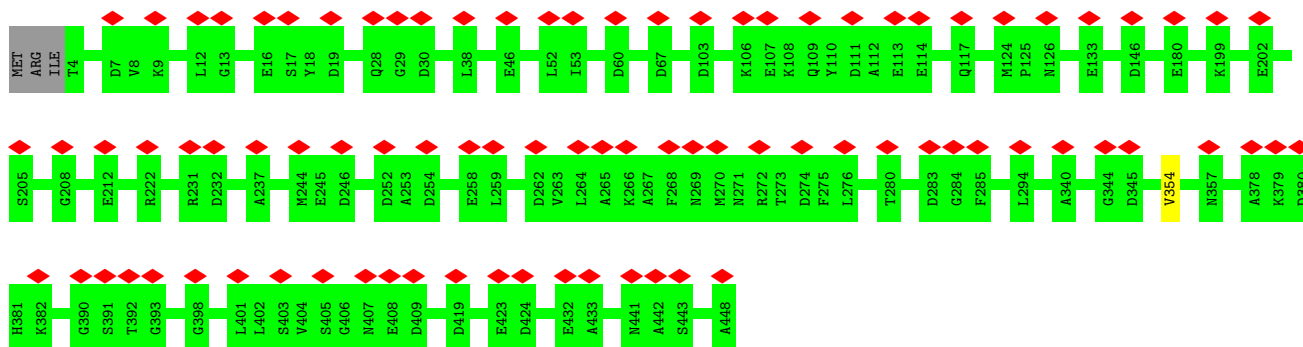 MET ARG ILE T4 D7 V8 K9 L12 G13 E16 S17 Y18 D19 Q28 G29 D30 L38 E46 L52 I53 D60 D67 D103 K106 E107 K108 Q109 Y110 D111 A112 E113 E114 Q117 M124 P125 N126 E133 D146 E180 K199 E202
S205 G208 E212 R222 R231 D232 A237 M244 E245 D246 D252 A253 D254 E258 L259 D262 V263 L264 A265 K266 A267 F268 N269 M270 N271 R272 T273 D274 F275 L276 T280 D283 G284 F285 L294 A340 G344 D345 V354 N357 A378 K379 D380
H381 K382 G390 S391 T392 G393 G398 L401 L402 S403 V404 S405 G406 N407 E408 D409 D419 E423 D424 E432 A433 N441 A442 S443 A448